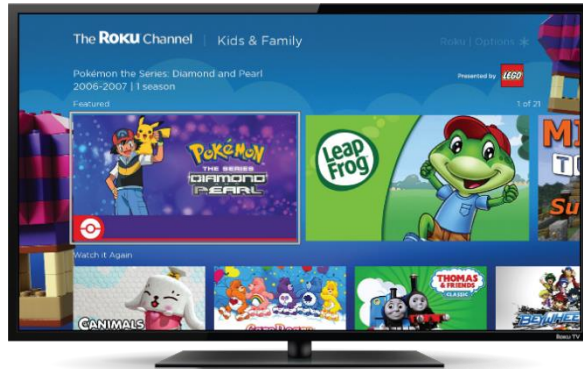 The Roku Channel | Kids & Family
Roku | Options *
Pokémon the Series: Diamond and Pearl
2006-2007 | 1 season
Presented by LEGO
Featured
1 of 21
Pokémon
THE SERIES
DIAMOND
PEARL
Leap
Frog
Watch it Again
CANIMALS
Care Bears
THOMAS
& FRIENDS
CLASSIC
Roku TV